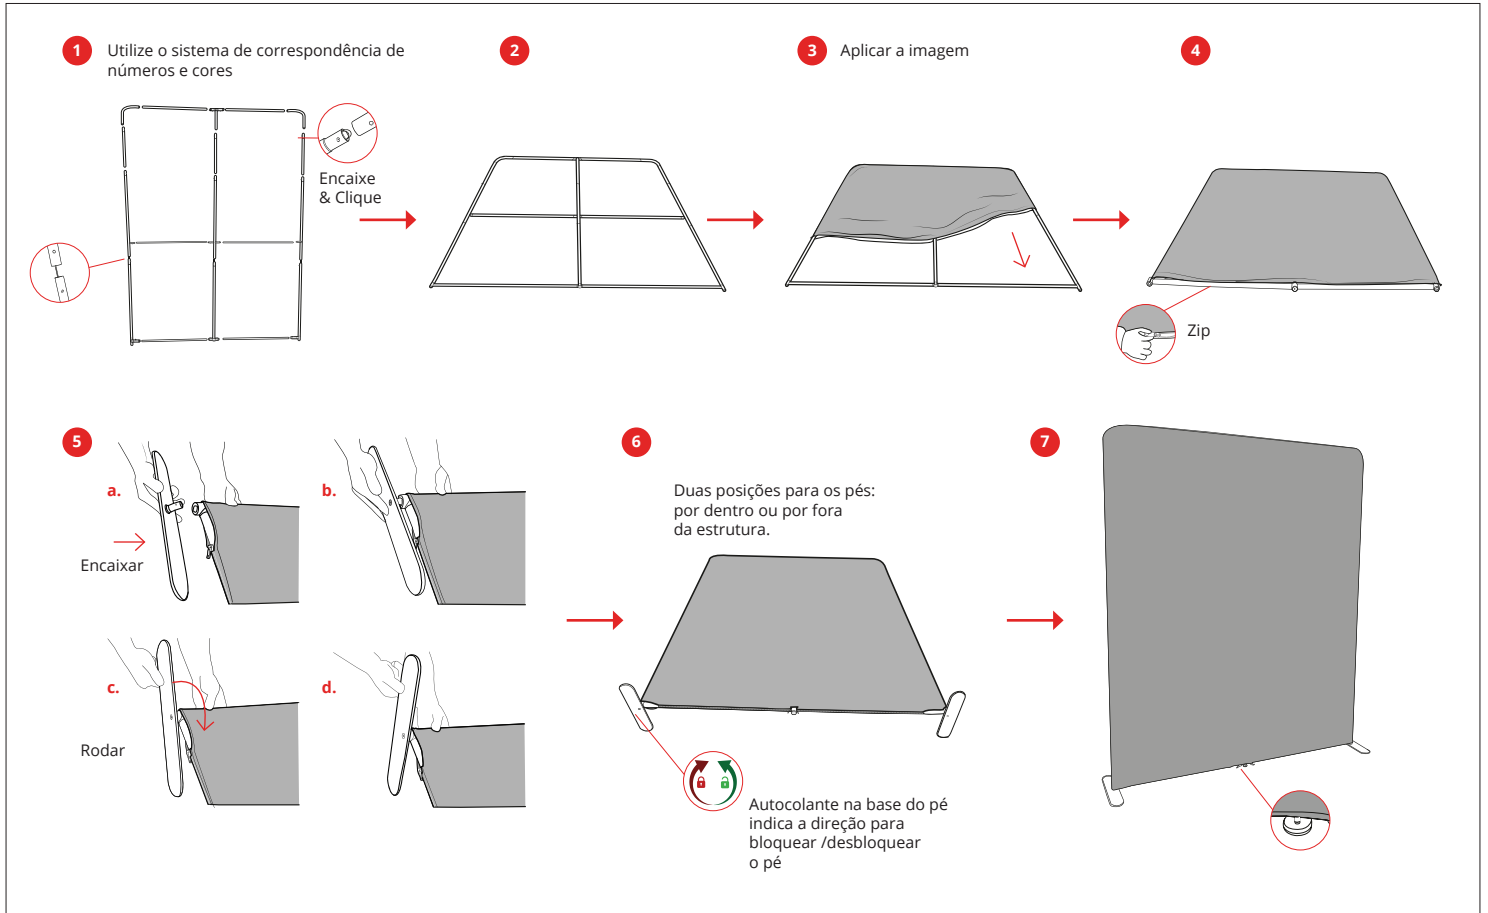 1
Utilize o sistema de correspondência de
números e cores
Encaixe
& Clique
2
3
Aplicar a imagem
4
Zip
5
a.
Encaixar
b.
c.
Rodar
d.
6
Duas posições para os pés:
por dentro ou por fora
da estrutura.
Autocolante na base do pé
indica a direção para
bloquear /desbloquear
o pé
7